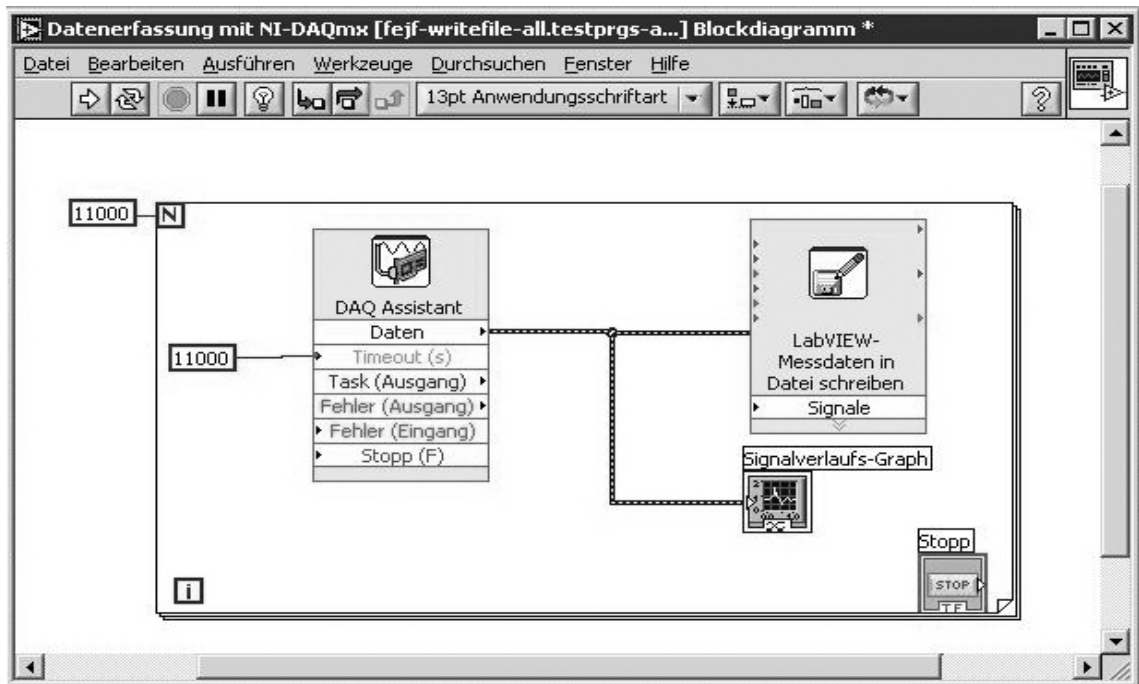 Datenerfassung mit NI-DAQmx [fejf-writefile-all.testprgs-a...] Blockdiagramm *
Datei Bearbeiten Ausführen Werkzeuge Durchsuchen Fenster Hilfe
13pt Anwendungsschriftart
11000 N
DAQ Assistant
Daten
11000
Timeout (s)
Task (Ausgang)
Fehler (Ausgang)
Fehler (Eingang)
Stopp (F)
LabVIEW-
Messdaten in
Datei schreiben
Signale
Signalverlaufs-Graph
Stopp
STOP
TF
i